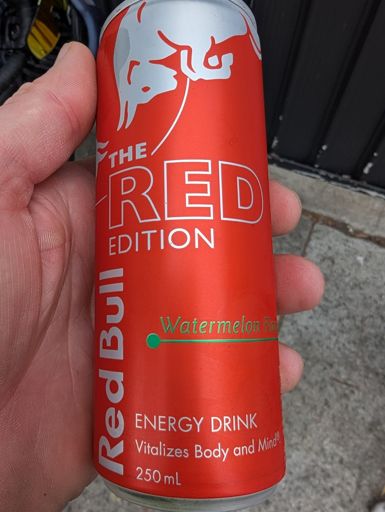 THE
RED
EDITION
Red Bull
Watermelon
ENERGY DRINK
Vitalizes Body and Mind®
250 mL